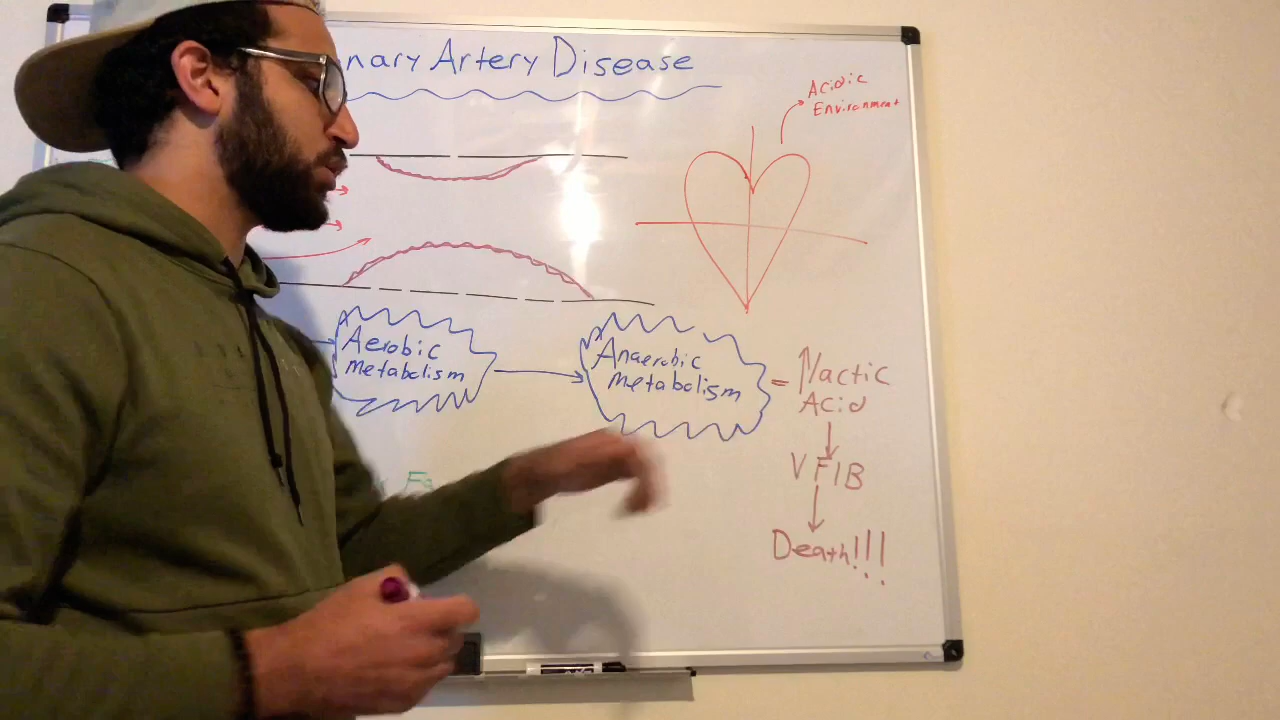 nary Artery Disease
Acidic
Environment
Aerobic
metabolism
Anaerobic
metabolism
= ↑lactic
Acid
↓
VFIB
↓
Death!!!